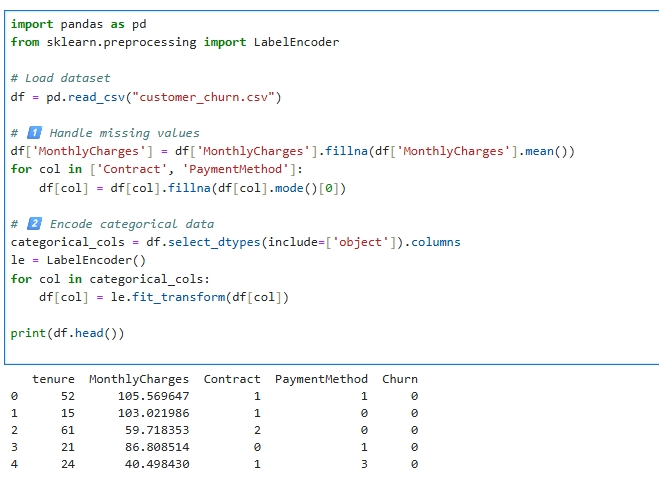 import pandas as pd
from sklearn.preprocessing import LabelEncoder
# Load dataset
df = pd.read_csv("customer_churn.csv")
# 1️⃣ Handle missing values
df['MonthlyCharges'] = df['MonthlyCharges'].fillna(df['MonthlyCharges'].mean())
for col in ['Contract', 'PaymentMethod']:
    df[col] = df[col].fillna(df[col].mode()[0])
# 2️⃣ Encode categorical data
categorical_cols = df.select_dtypes(include=['object']).columns
le = LabelEncoder()
for col in categorical_cols:
    df[col] = le.fit_transform(df[col])
print(df.head())
   tenure  MonthlyCharges  Contract  PaymentMethod  Churn
0      52      105.569647         1              1      0
1      15      103.021986         1              0      0
2      61       59.718353         2              0      0
3      21       86.808514         0              1      0
4      24       40.498430         1              3      0